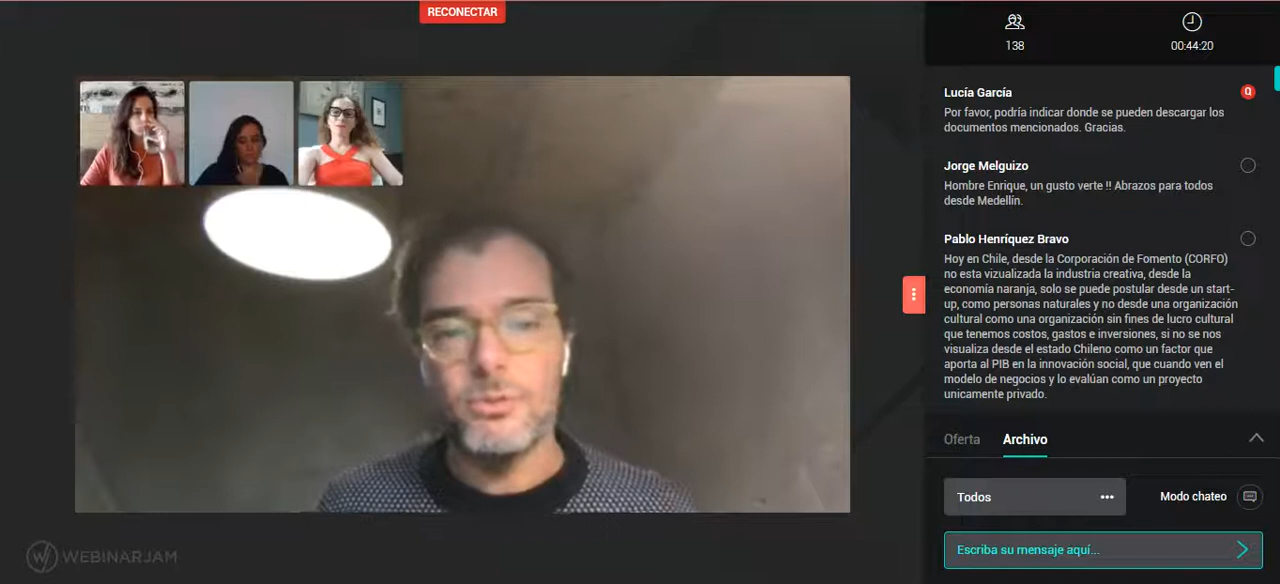 RECONECTAR
138
00:44:20
Lucía García
Q
Por favor, podría indicar donde se pueden descargar los
documentos mencionados. Gracias.
Jorge Melguizo
Hombre Enrique, un gusto verte !! Abrazos para todos
desde Medellín.
Pablo Henríquez Bravo
Hoy en Chile, desde la Corporación de Fomento (CORFO)
no esta vizualizada la industria creativa, desde la
economía naranja, solo se puede postular desde un start-
up, como personas naturales y no desde una organización
cultural como una organización sin fines de lucro cultural
que tenemos costos, gastos e inversiones, si no se nos
visualiza desde el estado Chileno como un factor que
aporta al PIB en la innovación social, que cuando ven el
modelo de negocios y lo evalúan como un proyecto
unicamente privado.
Oferta
Archivo
Todos
Modo chateo
Escriba su mensaje aquí...
WEBINARJAM